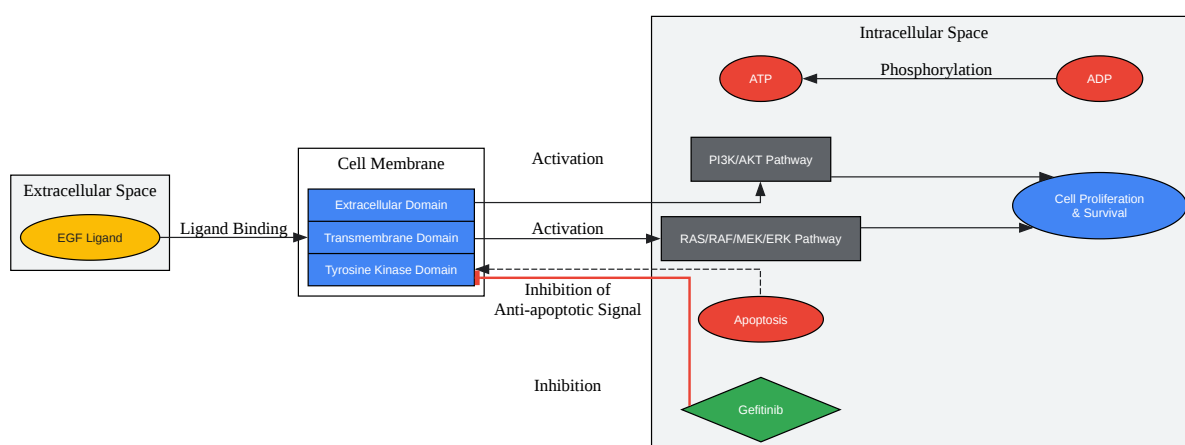 Intracellular Space
ATP
Phosphorylation
ADP
Cell Membrane
Activation
PI3K/AKT Pathway
Extracellular Space
EGF Ligand
Ligand Binding
Extracellular Domain
Transmembrane Domain
Tyrosine Kinase Domain
Activation
RAS/RAF/MEK/ERK Pathway
Cell Proliferation
& Survival
Inhibition of
Anti-apoptotic Signal
Apoptosis
Inhibition
Gefitinib